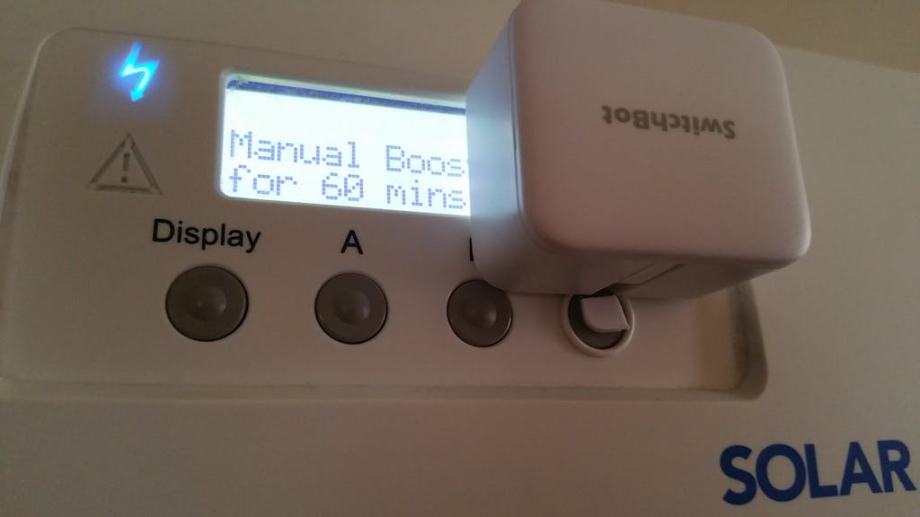 Manual Boos
for 60 mins
SwitchBot
Display
A
SOLAR